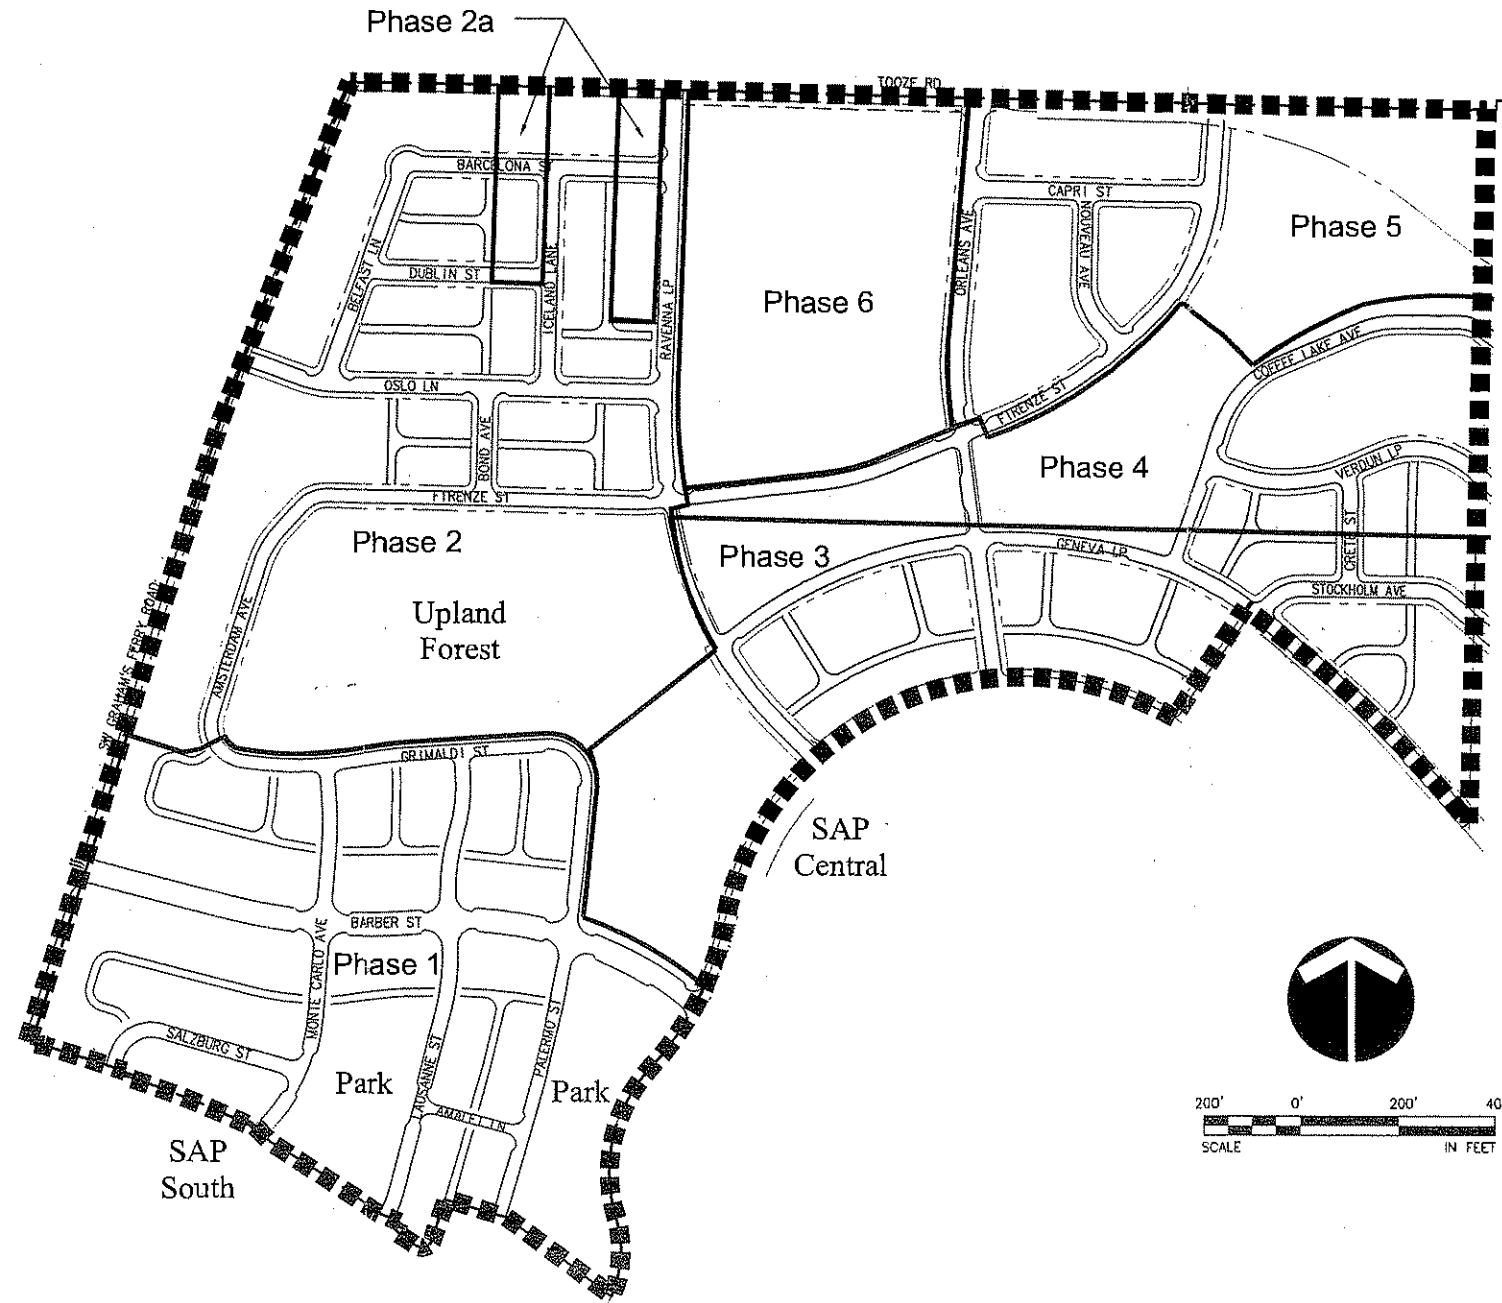 Phase 2a
TOOZE RD
BARCELONA ST
CAPRI ST
NOUVEAU AVE
Phase 5
ORLEANS AVE
BELFAST LN
DUBLIN ST
ICELAND LANE
RAVENNA LP
Phase 6
COFFEE LAKE AVE
OSLO LN
FIRENZE ST
BOND AVE
Phase 4
VERDUN LP
FIRENZE ST
CRETE ST
Phase 2
Phase 3
GENEVA LP
STOCKHOLM AVE
Upland
Forest
AMSTERDAM AVE
SW GRAHAM'S FERRY ROAD
GRIMALDI ST
SAP
Central
BARBER ST
MONTE CARLO AVE
Phase 1
PALERMO ST
SALZBURG ST
LAUSANNE ST
Park
Park
AMALFI LN
SAP
South
200' 0' 200' 40
SCALE IN FEET